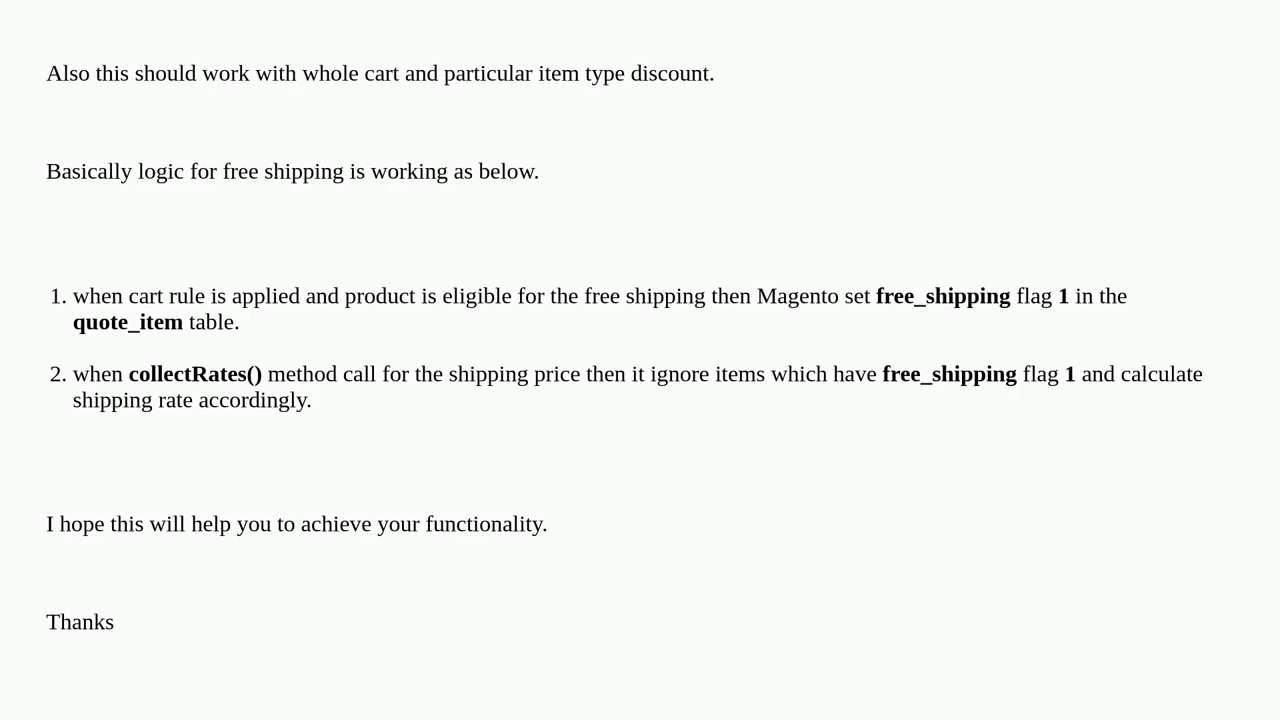 Also this should work with whole cart and particular item type discount.
Basically logic for free shipping is working as below.
1. when cart rule is applied and product is eligible for the free shipping then Magento set free_shipping flag 1 in the
quote_item table.
2. when collectRates() method call for the shipping price then it ignore items which have free_shipping flag 1 and calculate
shipping rate accordingly.
I hope this will help you to achieve your functionality.
Thanks